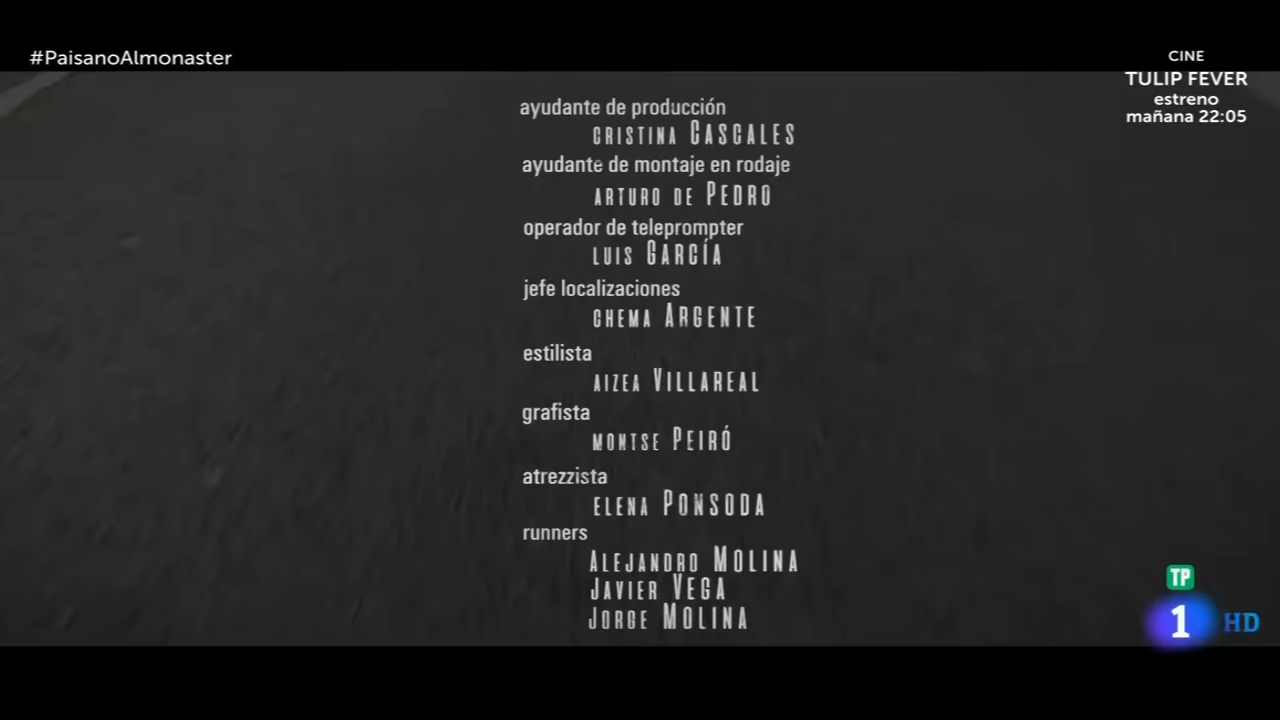 #PaisanoAlmonaster
CINE
TULIP FEVER
estreno
mañana 22:05
ayudante de producción
CRISTINA CASCALES
ayudante de montaje en rodaje
ARTURO DE PEDRO
operador de teleprompter
LUIS GARCÍA
jefe localizaciones
CHEMA ARGENTE
estilista
AIZEA VILLAREAL
grafista
MONTSE PEIRÓ
atrezzista
ELENA PONSODA
runners
ALEJANDRO MOLINA
JAVIER VEGA
JORGE MOLINA
TP
1 HD